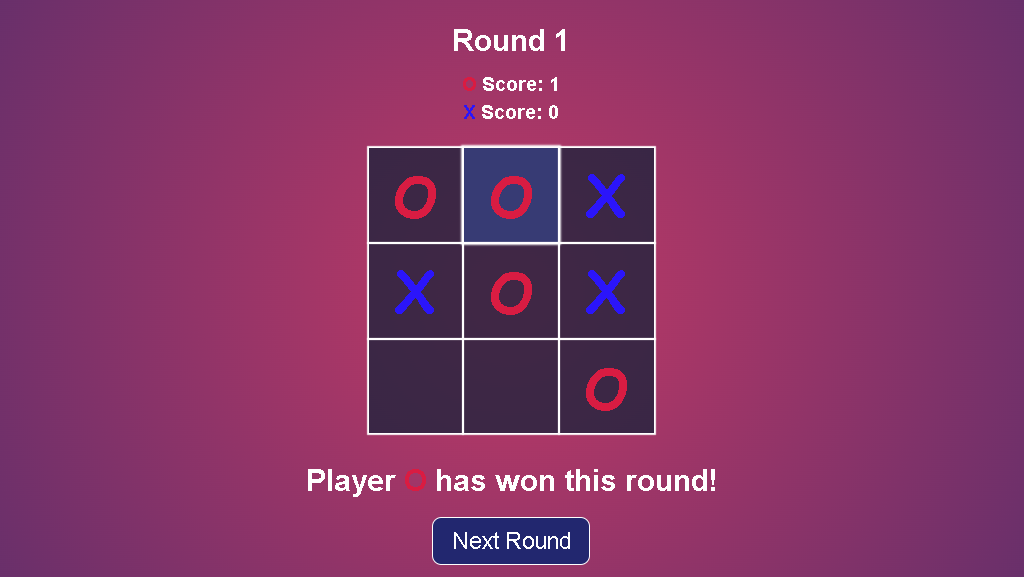 Round 1
O Score: 1
X Score: 0
O O X
X O X
O
Player O has won this round!
Next Round